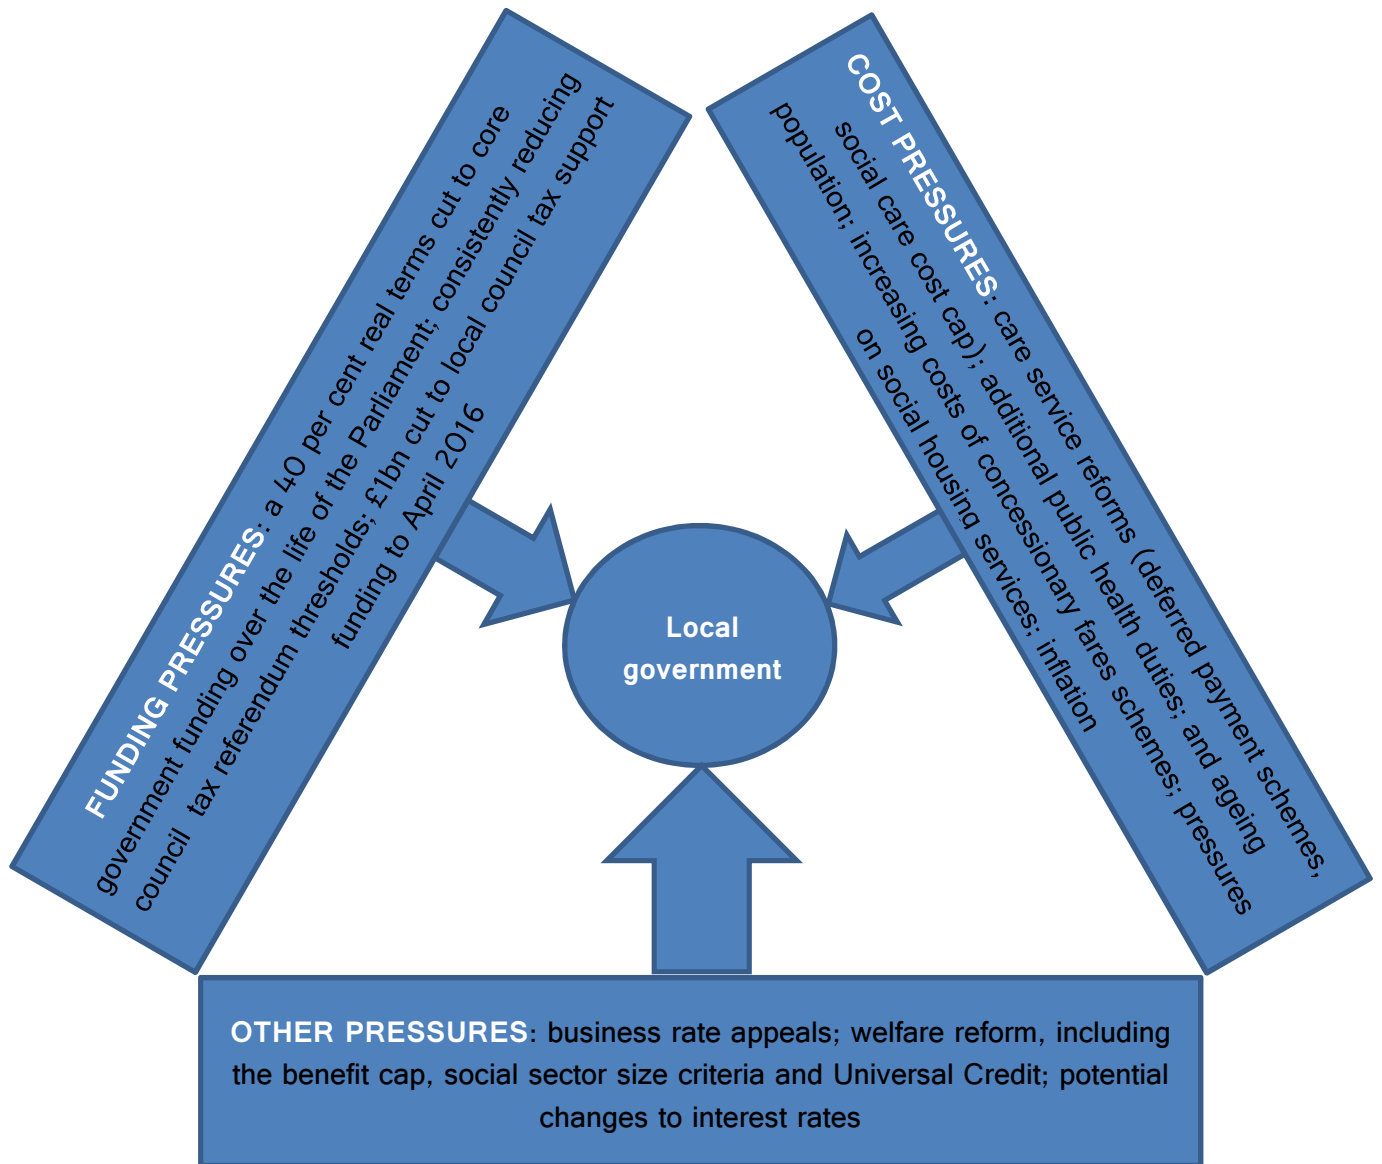 FUNDING PRESSURES: a 40 per cent real terms cut to core
government funding over the life of the Parliament; consistently reducing
council tax referendum thresholds; £1bn cut to local council tax support
funding to April 2016
COST PRESSURES: care service reforms (deferred payment schemes,
social care cost cap); additional public health duties; and ageing
population; increasing costs of concessionary fares schemes; pressures
on social housing services; inflation
Local
government
OTHER PRESSURES: business rate appeals; welfare reform, including
the benefit cap, social sector size criteria and Universal Credit; potential
changes to interest rates